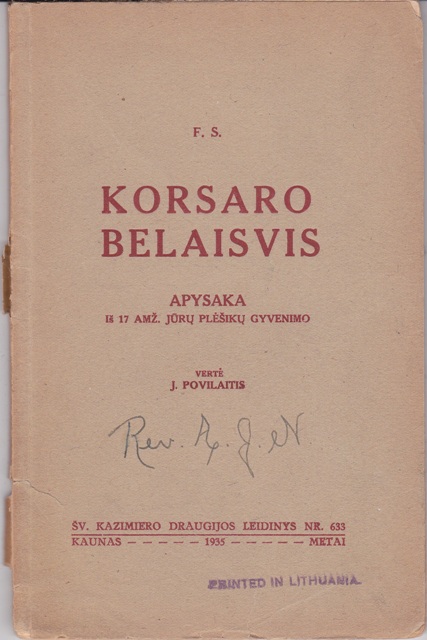 F. S.
KORSARO
BELAISVIS
APYSAKA
IŠ 17 AMŽ. JŪRŲ PLĖŠIKŲ GYVENIMO
VERTĖ
J. POVILAITIS
Rev. A. J. N.
ŠV. KAZIMIERO DRAUGIJOS LEIDINYS NR. 633
KAUNAS — — — — — 1935 — — — — — METAI
PRINTED IN LITHUANIA.